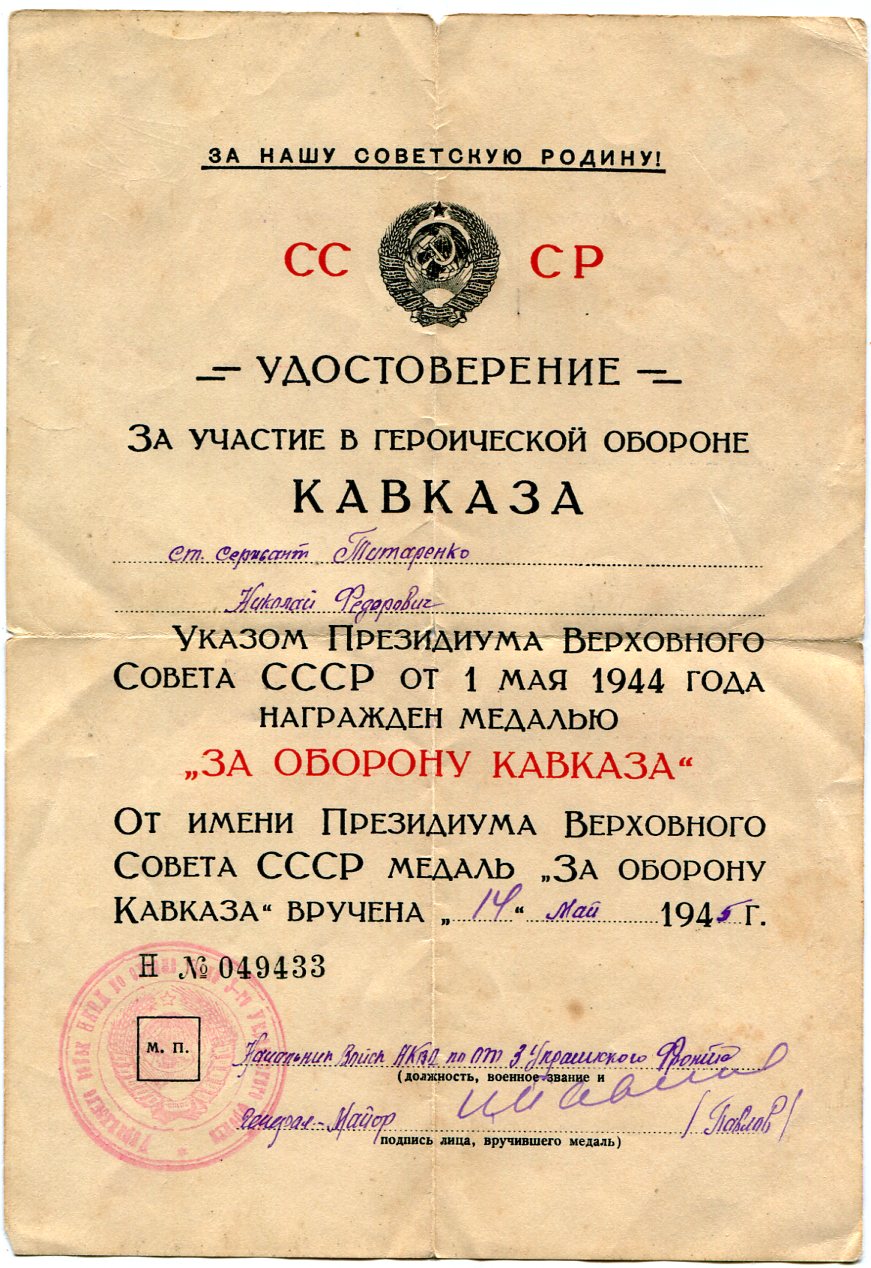 ЗА НАШУ СОВЕТСКУЮ РОДИНУ!
СС СР
УДОСТОВЕРЕНИЕ
ЗА УЧАСТИЕ В ГЕРОИЧЕСКОЙ ОБОРОНЕ
КАВКАЗА
ст. сержант Титаренко
Николай Федорович
УКАЗОМ ПРЕЗИДИУМА ВЕРХОВНОГО
СОВЕТА СССР ОТ 1 МАЯ 1944 ГОДА
НАГРАЖДЕН МЕДАЛЬЮ
„ЗА ОБОРОНУ КАВКАЗА“
ОТ ИМЕНИ ПРЕЗИДИУМА ВЕРХОВНОГО
СОВЕТА СССР МЕДАЛЬ „ЗА ОБОРОНУ
КАВКАЗА“ ВРУЧЕНА „14“ Май 1945 Г.
Н № 049433
М. П.
Начальник Войск НКВД по от 3 Украинского Фронта
(должность, военное звание и
Генерал-Майор /Павлов/
подпись лица, вручившего медаль)